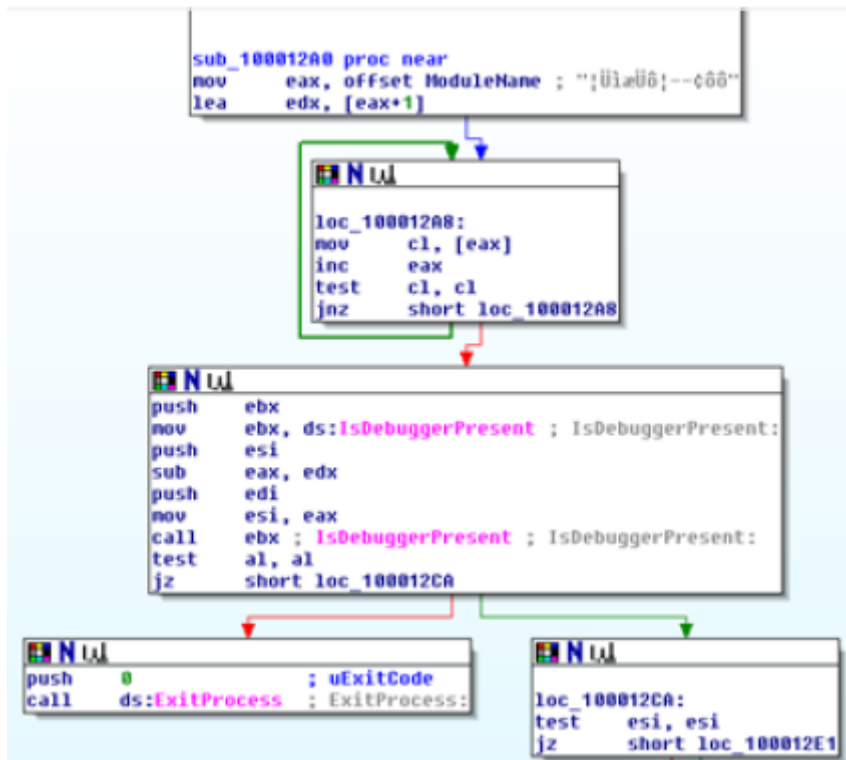 sub_100012A0 proc near
mov eax, offset ModuleName ; "¦ÜìæÜô¦--¢ôô"
lea edx, [eax+1]
loc_100012A8:
mov cl, [eax]
inc eax
test cl, cl
jnz short loc_100012A8
push ebx
mov ebx, ds:IsDebuggerPresent ; IsDebuggerPresent:
push esi
sub eax, edx
push edi
mov esi, eax
call ebx ; IsDebuggerPresent ; IsDebuggerPresent:
test al, al
jz short loc_100012CA
push 0 ; uExitCode
call ds:ExitProcess ; ExitProcess:
loc_100012CA:
test esi, esi
jz short loc_100012E1